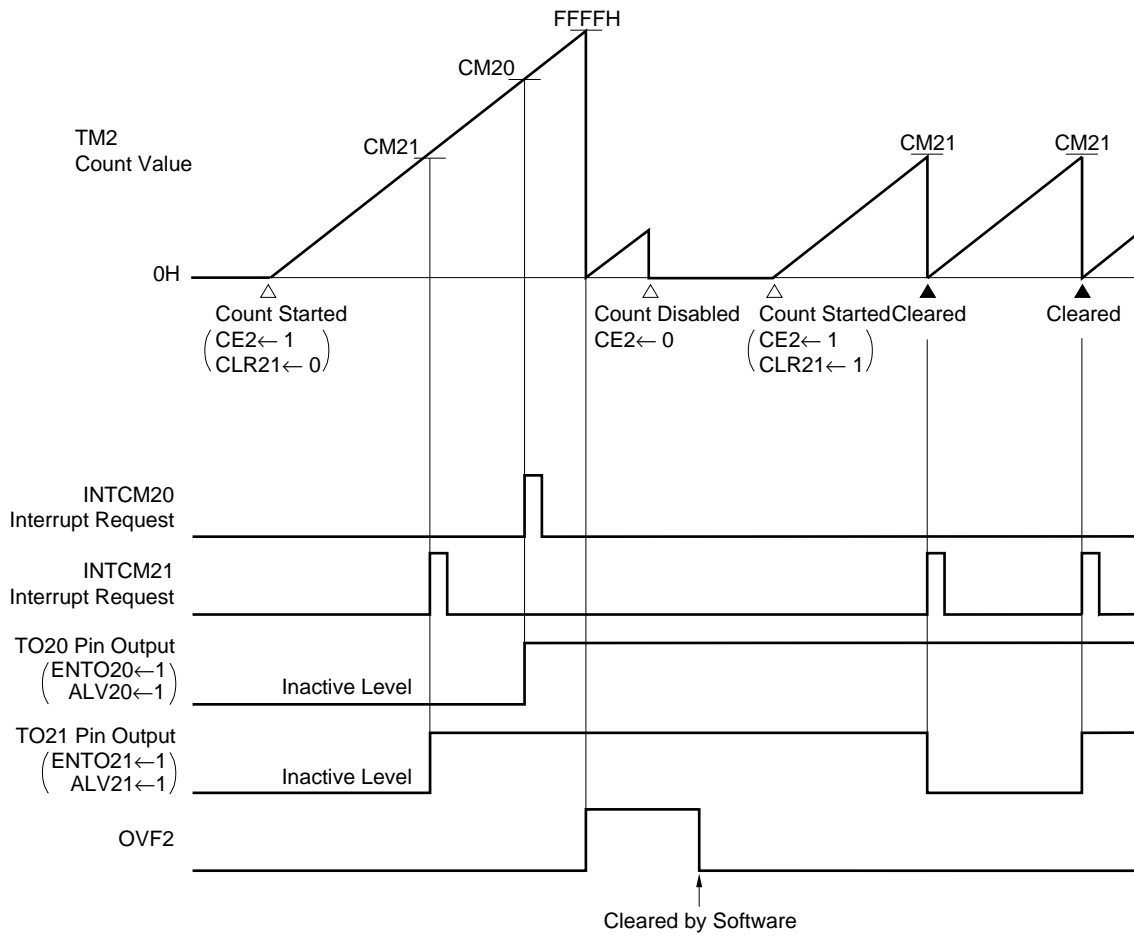 FFFFH
CM20
TM2
Count Value
CM21
CM21
CM21
0H
Count Started
(CE2← 1
CLR21← 0)
Count Disabled
CE2← 0
Count Started
(CE2← 1
CLR21← 1)
Cleared
Cleared
INTCM20
Interrupt Request
INTCM21
Interrupt Request
TO20 Pin Output
(ENTO20←1
ALV20←1)
Inactive Level
TO21 Pin Output
(ENTO21←1
ALV21←1)
Inactive Level
OVF2
Cleared by Software